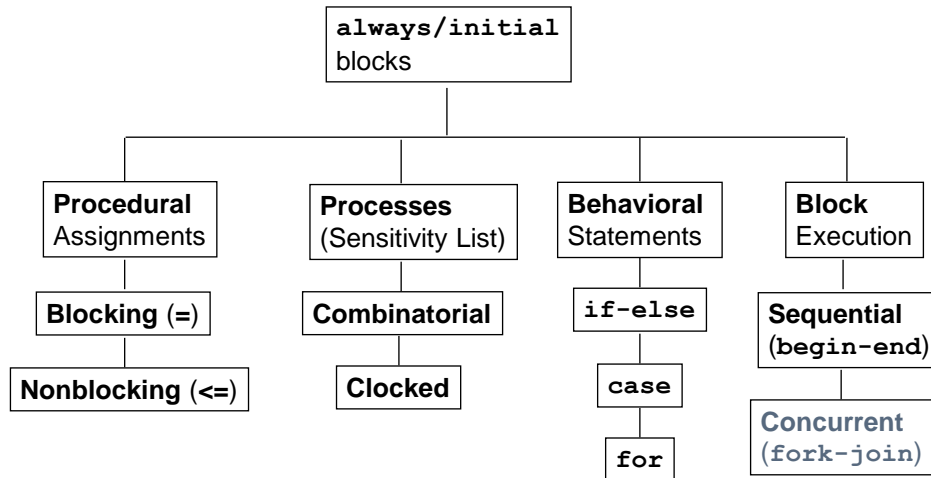 always/initial
blocks
Procedural
Assignments
Blocking (=)
Nonblocking (<=)
Processes
(Sensitivity List)
Combinatorial
Clocked
Behavioral
Statements
if-else
case
for
Block
Execution
Sequential
(begin-end)
Concurrent
(fork-join)